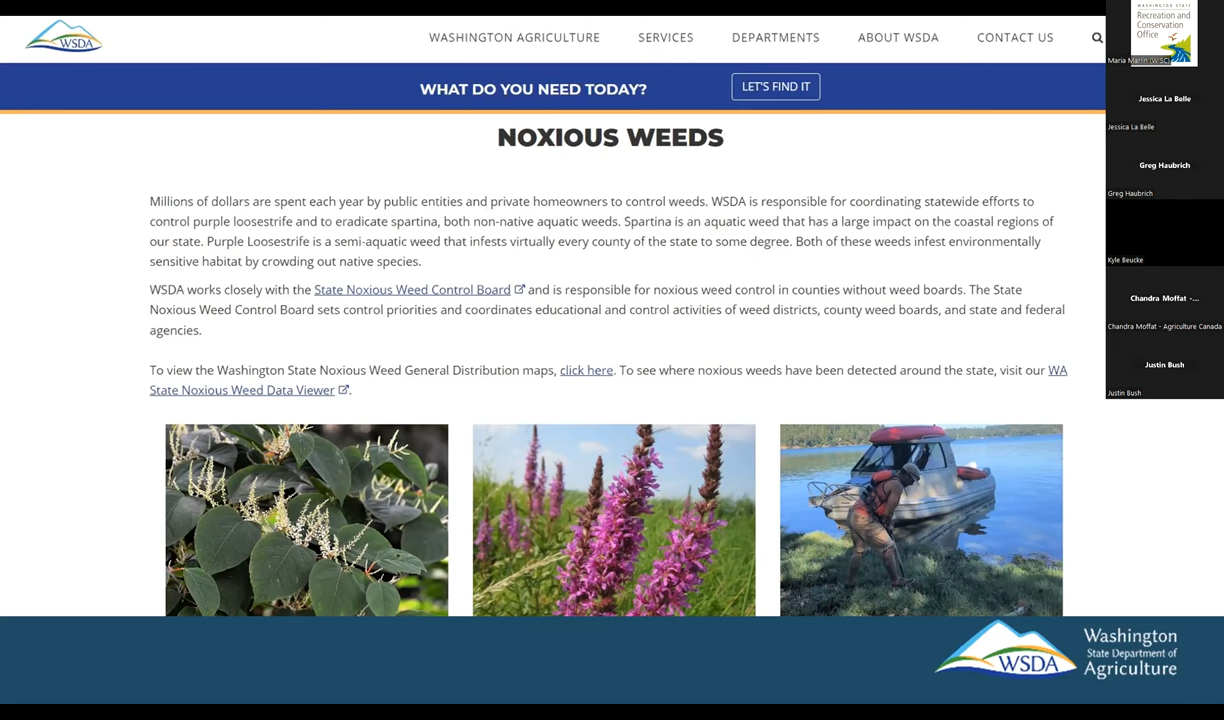 WSDA
WASHINGTON AGRICULTURE SERVICES DEPARTMENTS ABOUT WSDA CONTACT US
WHAT DO YOU NEED TODAY? LET'S FIND IT
NOXIOUS WEEDS
Millions of dollars are spent each year by public entities and private homeowners to control weeds. WSDA is responsible for coordinating statewide efforts to
control purple loosestrife and to eradicate spartina, both non-native aquatic weeds. Spartina is an aquatic weed that has a large impact on the coastal regions of
our state. Purple Loosestrife is a semi-aquatic weed that infests virtually every county of the state to some degree. Both of these weeds infest environmentally
sensitive habitat by crowding out native species.
WSDA works closely with the State Noxious Weed Control Board and is responsible for noxious weed control in counties without weed boards. The State
Noxious Weed Control Board sets control priorities and coordinates educational and control activities of weed districts, county weed boards, and state and federal
agencies.
To view the Washington State Noxious Weed General Distribution maps, click here. To see where noxious weeds have been detected around the state, visit our WA
State Noxious Weed Data Viewer.
WASHINGTON STATE
Recreation and
Conservation
Office
Maria Marlin (WISC)
Jessica La Belle
Jessica La Belle
Greg Haubrich
Greg Haubrich
Kyle Beucke
Chandra Moffat -...
Chandra Moffat - Agriculture Canada
Justin Bush
Justin Bush
WSDA
Washington
State Department of
Agriculture